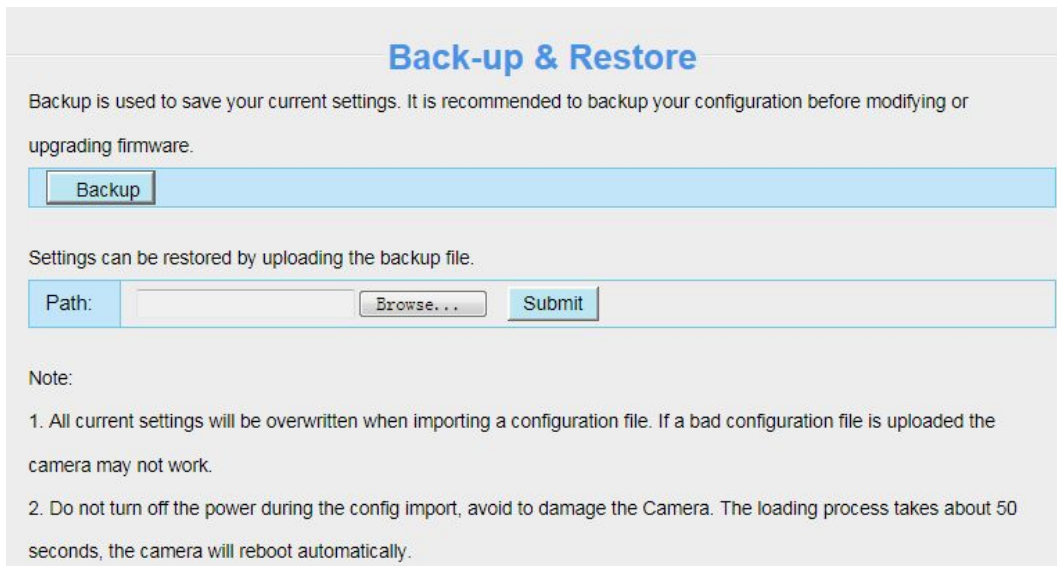 Back-up & Restore
Backup is used to save your current settings. It is recommended to backup your configuration before modifying or
upgrading firmware.
Backup
Settings can be restored by uploading the backup file.
Path: Browse... Submit
Note:
1. All current settings will be overwritten when importing a configuration file. If a bad configuration file is uploaded the
camera may not work.
2. Do not turn off the power during the config import, avoid to damage the Camera. The loading process takes about 50
seconds, the camera will reboot automatically.